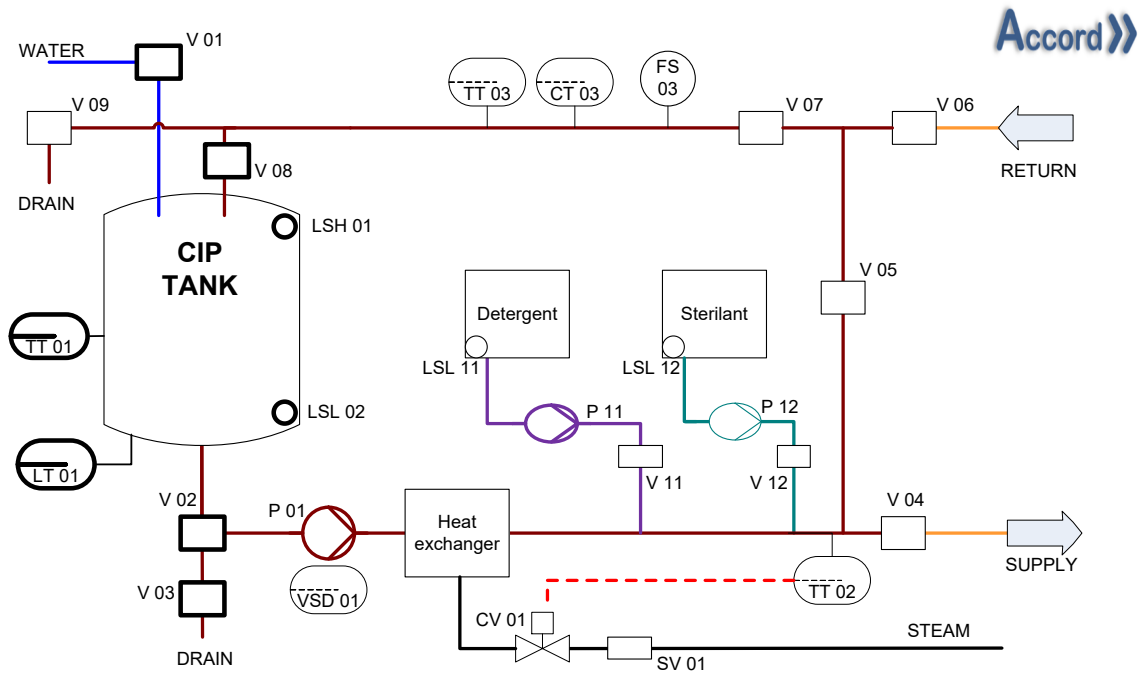 Accord
WATER
V 01
V 09
TT 03
CT 03
FS
03
V 07
V 06
RETURN
V 08
DRAIN
LSH 01
CIP
TANK
V 05
Detergent
Sterilant
TT 01
LSL 11
LSL 12
LSL 02
P 11
P 12
LT 01
V 11
V 12
V 02
P 01
Heat
exchanger
V 04
SUPPLY
V 03
VSD 01
TT 02
CV 01
STEAM
DRAIN
SV 01